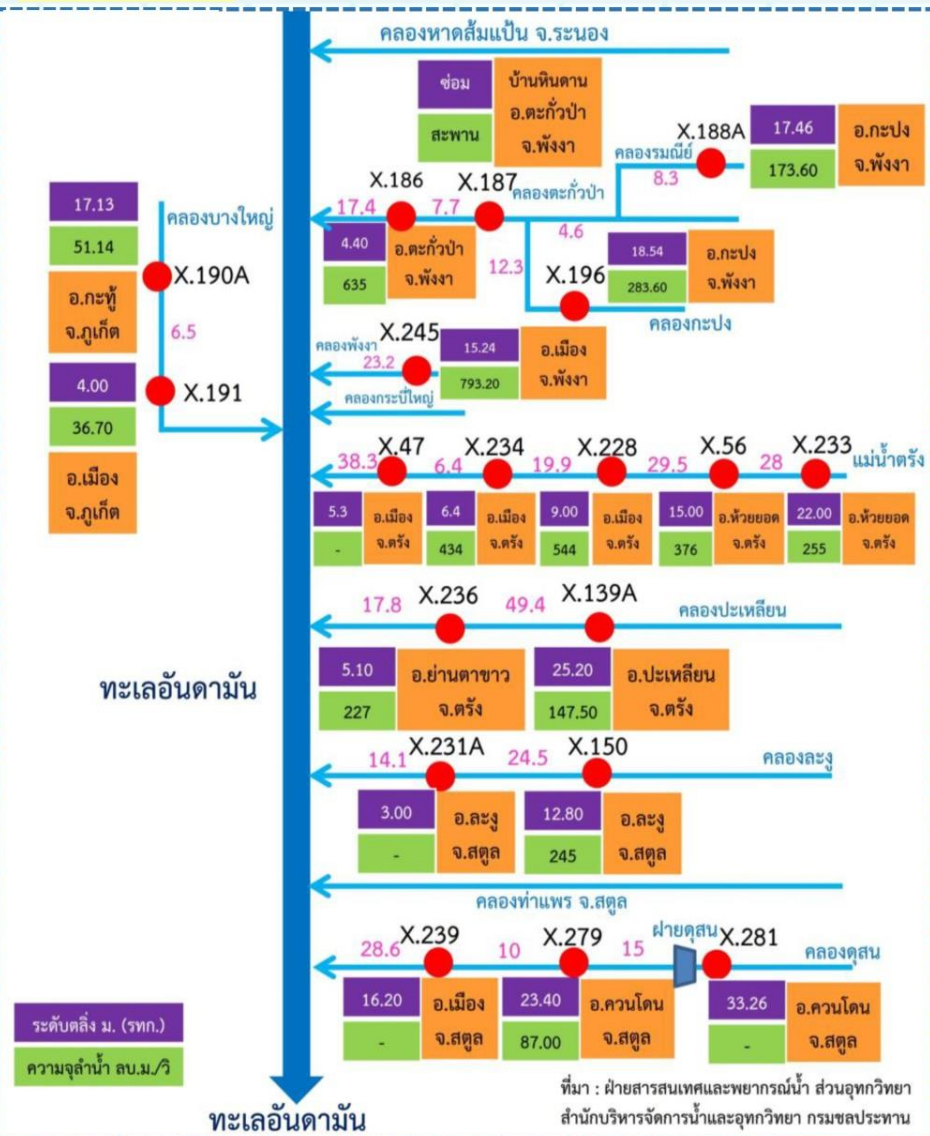 คลองหาดส้มแป้น จ.ระนอง
ซ่อม
สะพาน
บ้านหินดาน
อ.ตะกั่วป่า
จ.พังงา
X.188A
17.46
173.60
อ.กะปง
จ.พังงา
คลองรมณีย์
8.3
X.186
X.187
คลองตะกั่วป่า
17.4
7.7
4.6
4.40
635
อ.ตะกั่วป่า
จ.พังงา
12.3
X.196
18.54
283.60
อ.กะปง
จ.พังงา
คลองกะปง
17.13
51.14
อ.กะทู้
จ.ภูเก็ต
คลองบางใหญ่
X.190A
6.5
4.00
36.70
อ.เมือง
จ.ภูเก็ต
X.191
คลองพังงา
X.245
23.2
15.24
793.20
อ.เมือง
จ.พังงา
คลองกระบี่ใหญ่
X.47
X.234
X.228
X.56
X.233
แม่น้ำตรัง
38.3
6.4
19.9
29.5
28
5.3
-
อ.เมือง
จ.ตรัง
6.4
434
อ.เมือง
จ.ตรัง
9.00
544
อ.เมือง
จ.ตรัง
15.00
376
อ.ห้วยยอด
จ.ตรัง
22.00
255
อ.ห้วยยอด
จ.ตรัง
17.8
X.236
49.4
X.139A
คลองปะเหลียน
5.10
227
อ.ย่านตาขาว
จ.ตรัง
25.20
147.50
อ.ปะเหลียน
จ.ตรัง
ทะเลอันดามัน
14.1
X.231A
24.5
X.150
คลองละงู
3.00
-
อ.ละงู
จ.สตูล
12.80
245
อ.ละงู
จ.สตูล
คลองท่าแพร จ.สตูล
28.6
X.239
10
X.279
15
ฝายดุสน
X.281
คลองดุสน
16.20
-
อ.เมือง
จ.สตูล
23.40
87.00
อ.ควนโดน
จ.สตูล
33.26
-
อ.ควนโดน
จ.สตูล
ระดับตลิ่ง ม. (รทก.)
ความจุลำน้ำ ลบ.ม./วิ
ทะเลอันดามัน
ที่มา : ฝ่ายสารสนเทศและพยากรณ์น้ำ ส่วนอุทกวิทยา
สำนักบริหารจัดการน้ำและอุทกวิทยา กรมชลประทาน